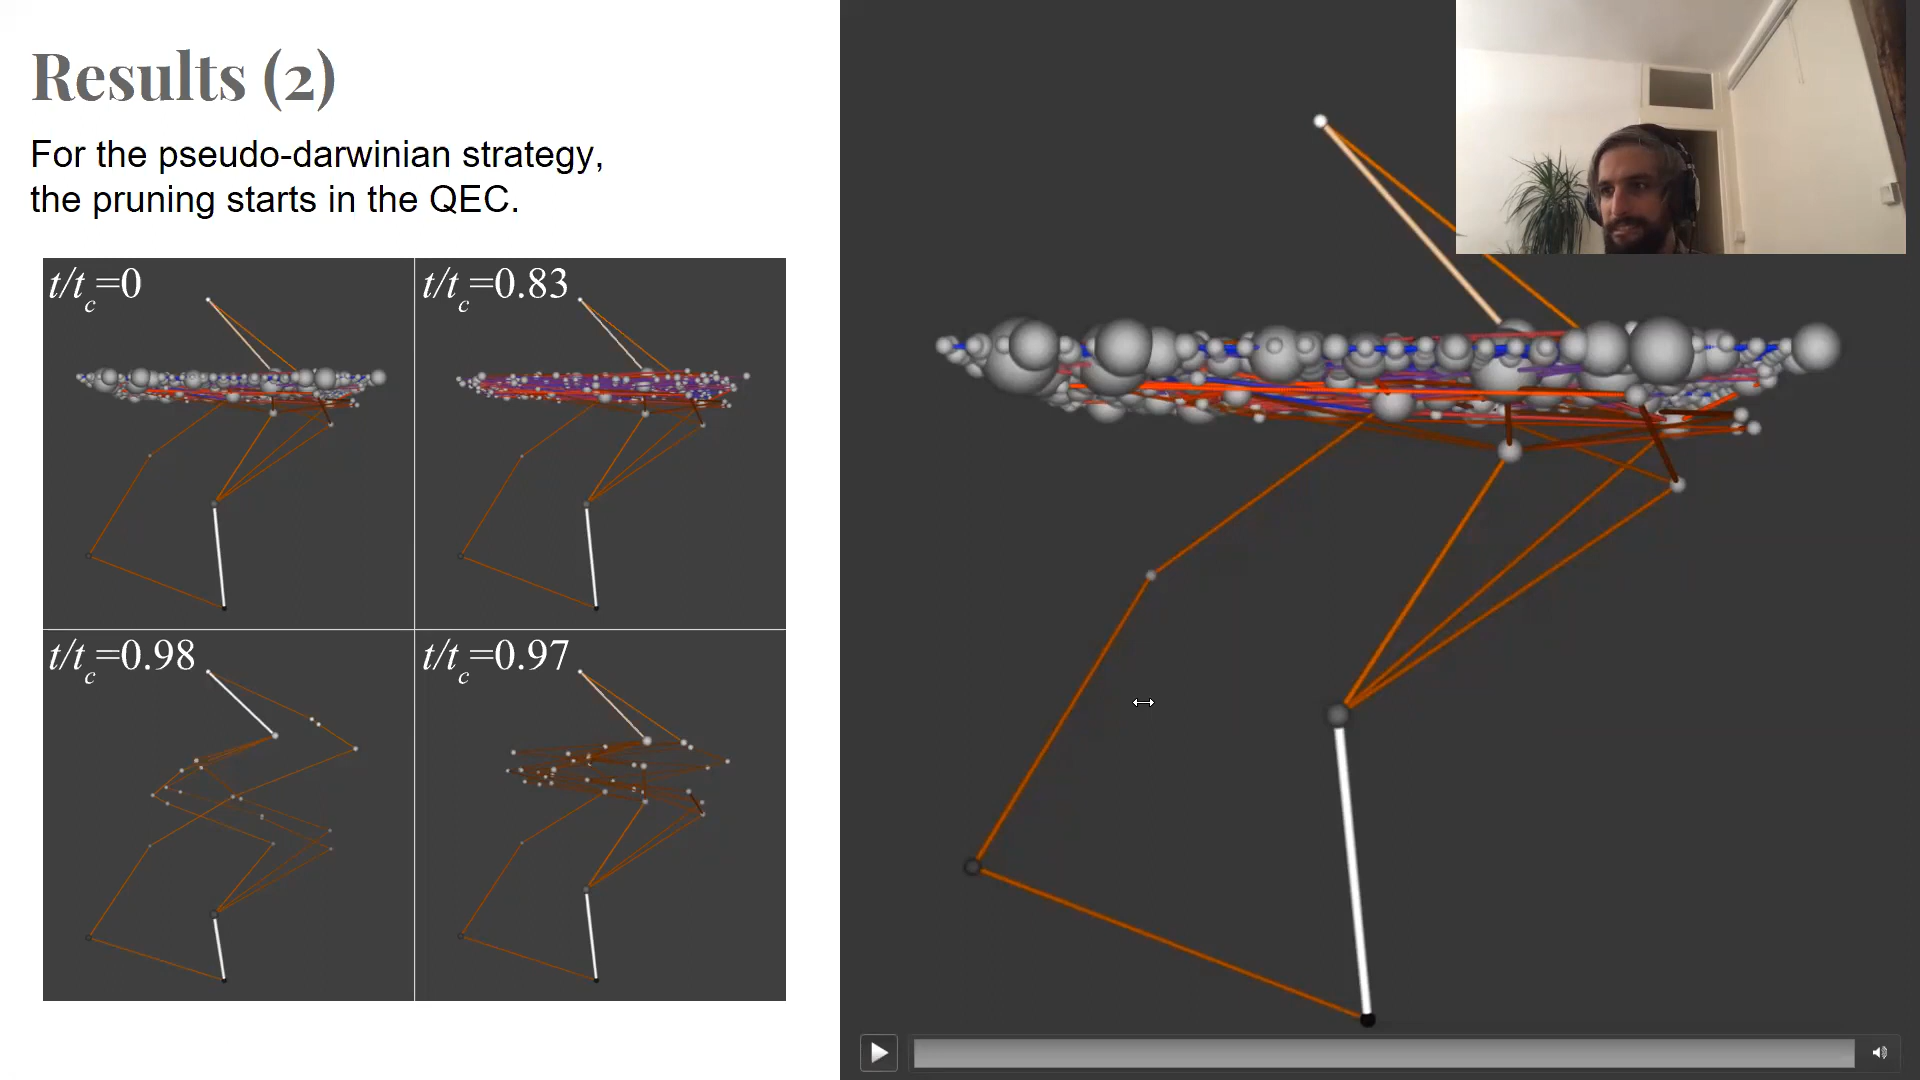 Results (2)
For the pseudo-darwinian strategy,
the pruning starts in the QEC.
t/tc=0
t/tc=0.83
t/tc=0.98
t/tc=0.97